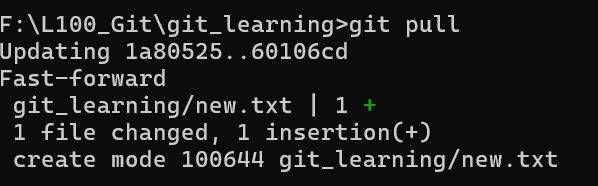 F:\L100_Git\git_learning>git pull
Updating 1a80525..60106cd
Fast-forward
 git_learning/new.txt | 1 +
 1 file changed, 1 insertion(+)
 create mode 100644 git_learning/new.txt